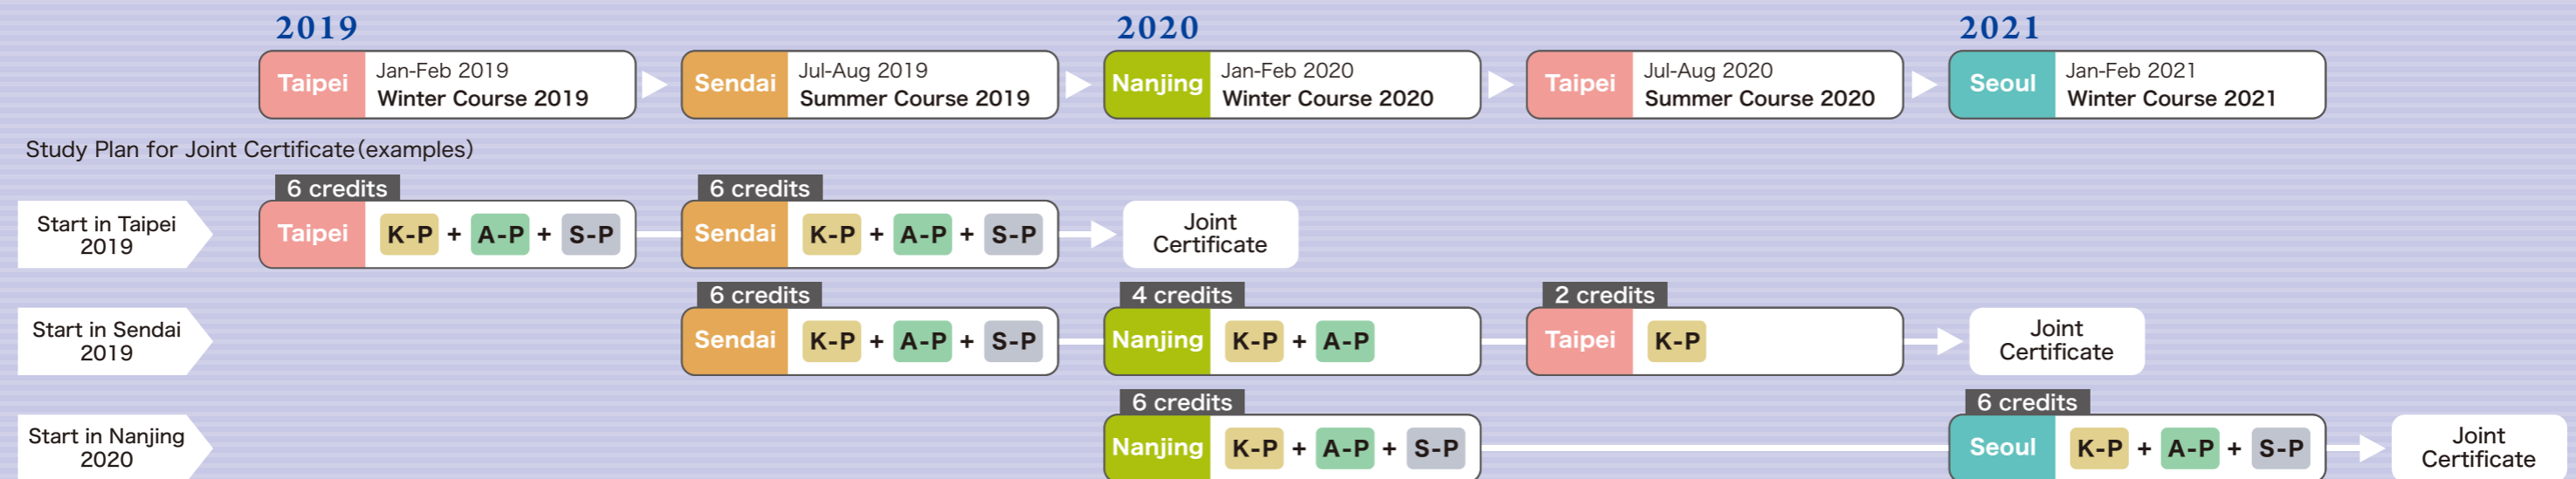 2019
2020
2021
Taipei
Jan-Feb 2019
Winter Course 2019
Sendai
Jul-Aug 2019
Summer Course 2019
Nanjing
Jan-Feb 2020
Winter Course 2020
Taipei
Jul-Aug 2020
Summer Course 2020
Seoul
Jan-Feb 2021
Winter Course 2021
Study Plan for Joint Certificate (examples)
Start in Taipei
2019
6 credits
Taipei K-P + A-P + S-P
6 credits
Sendai K-P + A-P + S-P
Joint
Certificate
Start in Sendai
2019
6 credits
Sendai K-P + A-P + S-P
4 credits
Nanjing K-P + A-P
2 credits
Taipei K-P
Joint
Certificate
Start in Nanjing
2020
6 credits
Nanjing K-P + A-P + S-P
6 credits
Seoul K-P + A-P + S-P
Joint
Certificate